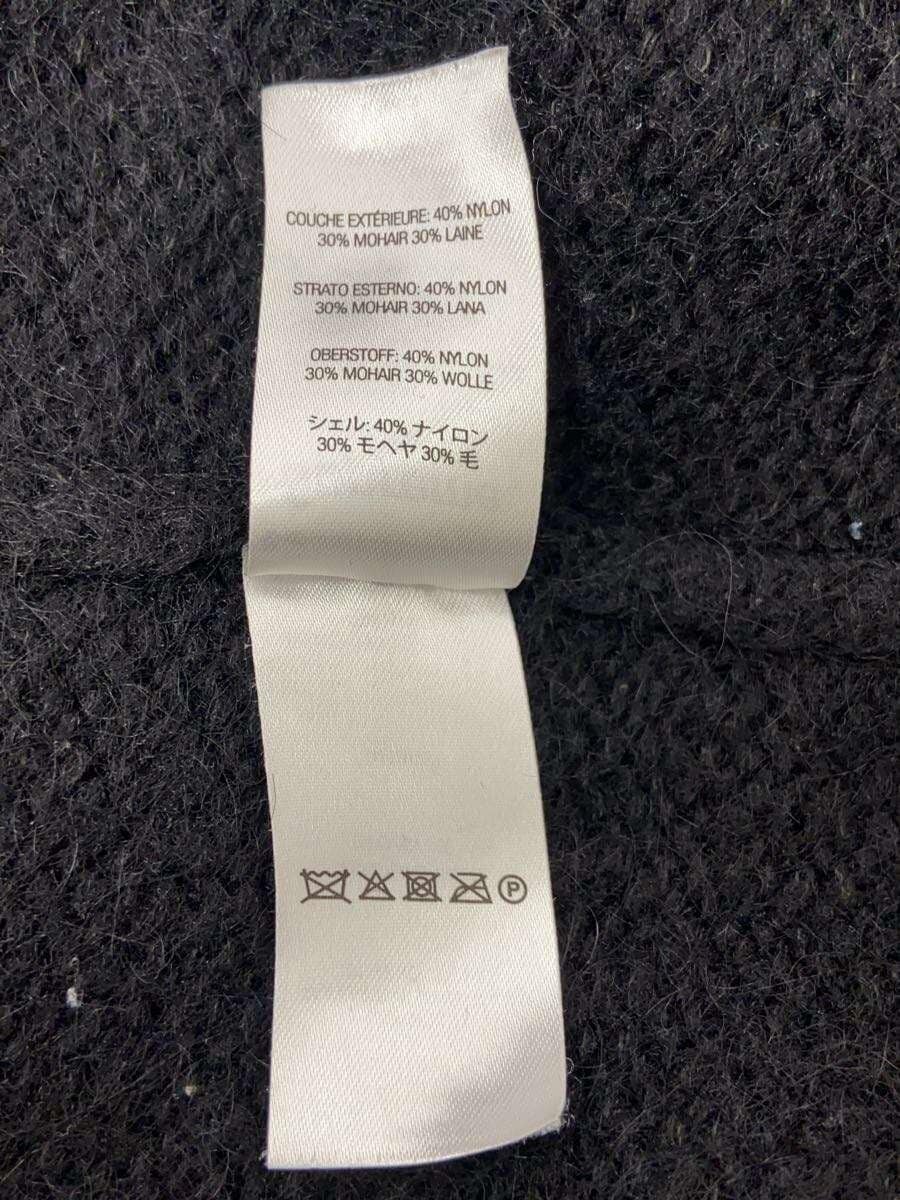 COUCHE EXTÉRIEURE: 40% NYLON
30% MOHAIR 30% LAINE
STRATO ESTERNO: 40% NYLON
30% MOHAIR 30% LANA
OBERSTOFF: 40% NYLON
30% MOHAIR 30% WOLLE
シェル: 40% ナイロン
30% モヘヤ 30% 毛
P